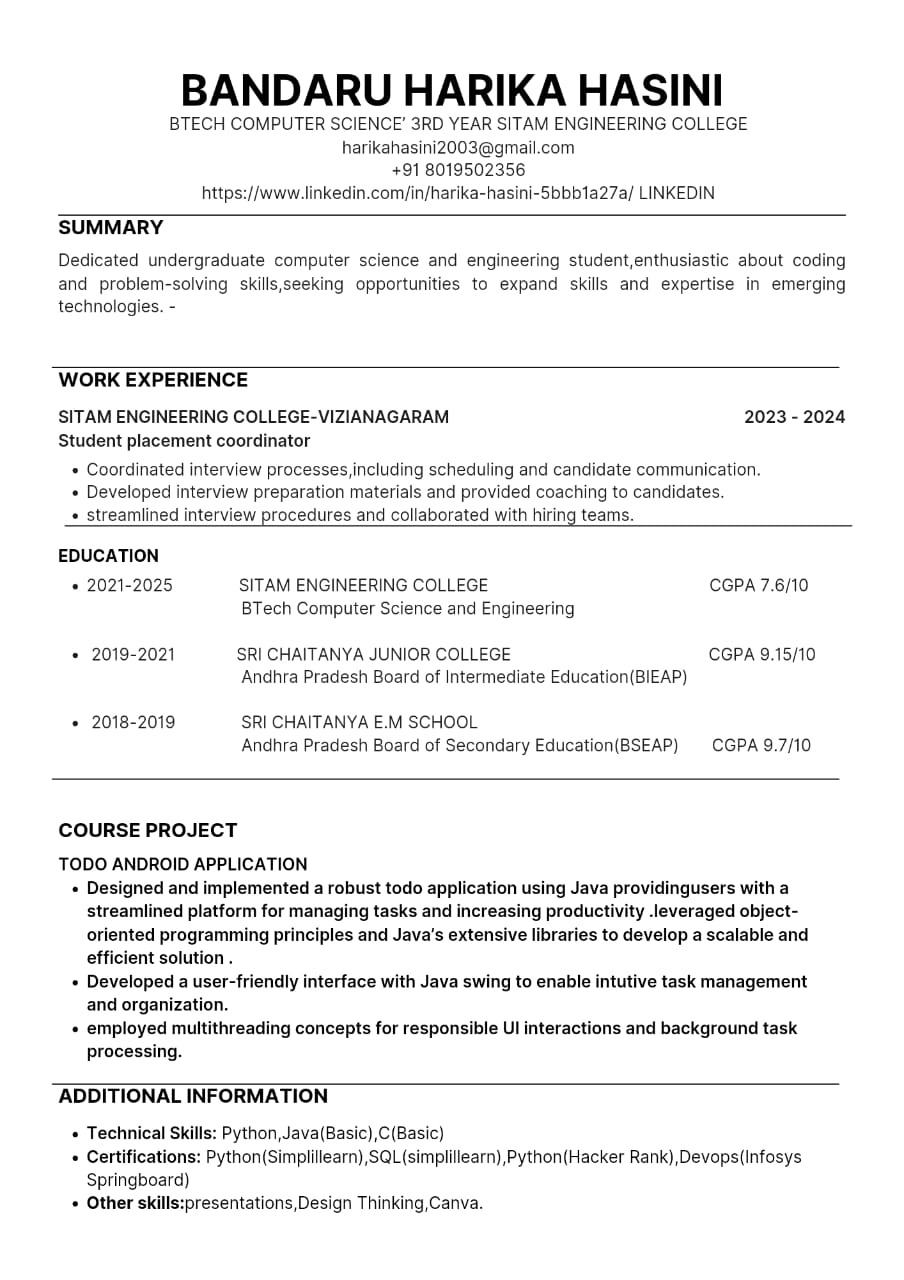 BANDARU HARIKA HASINI
BTECH COMPUTER SCIENCE’ 3RD YEAR SITAM ENGINEERING COLLEGE
harikahasini2003@gmail.com
+91 8019502356
https://www.linkedin.com/in/harika-hasini-5bbb1a27a/ LINKEDIN
SUMMARY
Dedicated undergraduate computer science and engineering student,enthusiastic about coding
and problem-solving skills,seeking opportunities to expand skills and expertise in emerging
technologies. -
WORK EXPERIENCE
SITAM ENGINEERING COLLEGE-VIZIANAGARAM 2023 - 2024
Student placement coordinator
• Coordinated interview processes,including scheduling and candidate communication.
• Developed interview preparation materials and provided coaching to candidates.
• streamlined interview procedures and collaborated with hiring teams.
EDUCATION
• 2021-2025 SITAM ENGINEERING COLLEGE CGPA 7.6/10
BTech Computer Science and Engineering
• 2019-2021 SRI CHAITANYA JUNIOR COLLEGE CGPA 9.15/10
Andhra Pradesh Board of Intermediate Education(BIEAP)
• 2018-2019 SRI CHAITANYA E.M SCHOOL
Andhra Pradesh Board of Secondary Education(BSEAP) CGPA 9.7/10
COURSE PROJECT
TODO ANDROID APPLICATION
• Designed and implemented a robust todo application using Java providingusers with a
streamlined platform for managing tasks and increasing productivity .leveraged object-
oriented programming principles and Java’s extensive libraries to develop a scalable and
efficient solution .
• Developed a user-friendly interface with Java swing to enable intutive task management
and organization.
• employed multithreading concepts for responsible UI interactions and background task
processing.
ADDITIONAL INFORMATION
• Technical Skills: Python,Java(Basic),C(Basic)
• Certifications: Python(Simplillearn),SQL(simplillearn),Python(Hacker Rank),Devops(Infosys
Springboard)
• Other skills:presentations,Design Thinking,Canva.